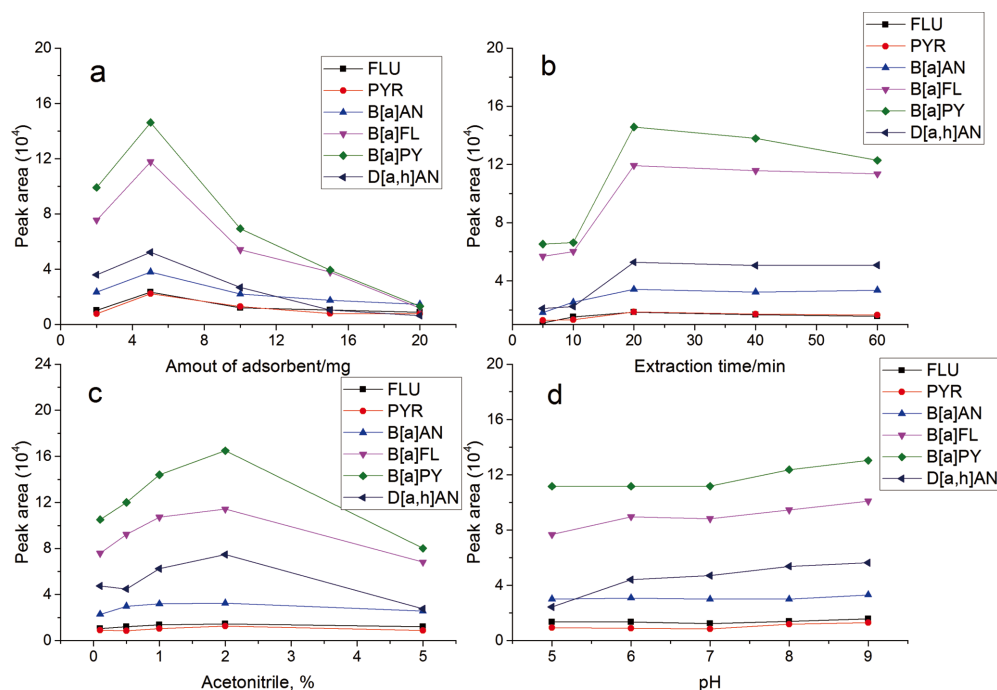 a
FLU
PYR
B[a]AN
B[a]FL
B[a]PY
D[a,h]AN
Peak area (10⁴)
20
16
12
8
4
0
0 4 8 12 16 20
Amout of adsorbent/mg
b
FLU
PYR
B[a]AN
B[a]FL
B[a]PY
D[a,h]AN
Peak area (10⁴)
20
16
12
8
4
0 10 20 30 40 50 60
Extraction time/min
c
FLU
PYR
B[a]AN
B[a]FL
B[a]PY
D[a,h]AN
Peak area (10⁴)
24
20
16
12
8
4
0
0 1 2 3 4 5
Acetonitrile, %
d
FLU
PYR
B[a]AN
B[a]FL
B[a]PY
D[a,h]AN
Peak area (10⁴)
20
16
12
8
4
0
5 6 7 8 9
pH